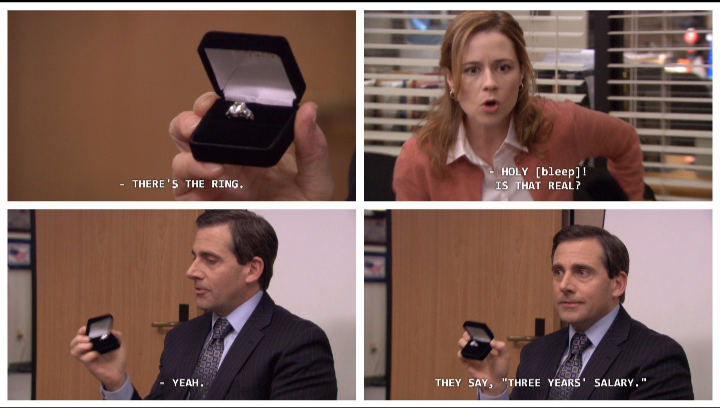 - THERE'S THE RING.
- HOLY [bleep]!
IS THAT REAL?
- YEAH.
THEY SAY, "THREE YEARS' SALARY."